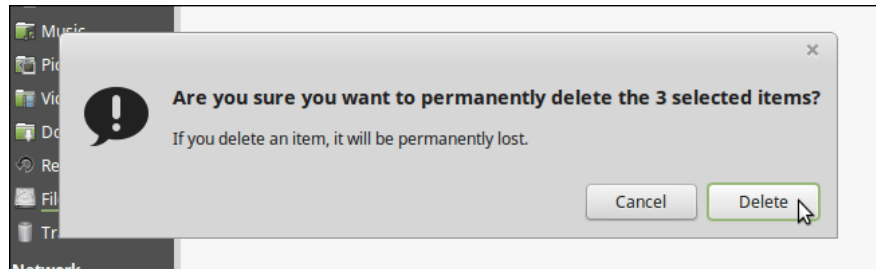 Music
Are you sure you want to permanently delete the 3 selected items?
If you delete an item, it will be permanently lost.
Cancel
Delete
Network